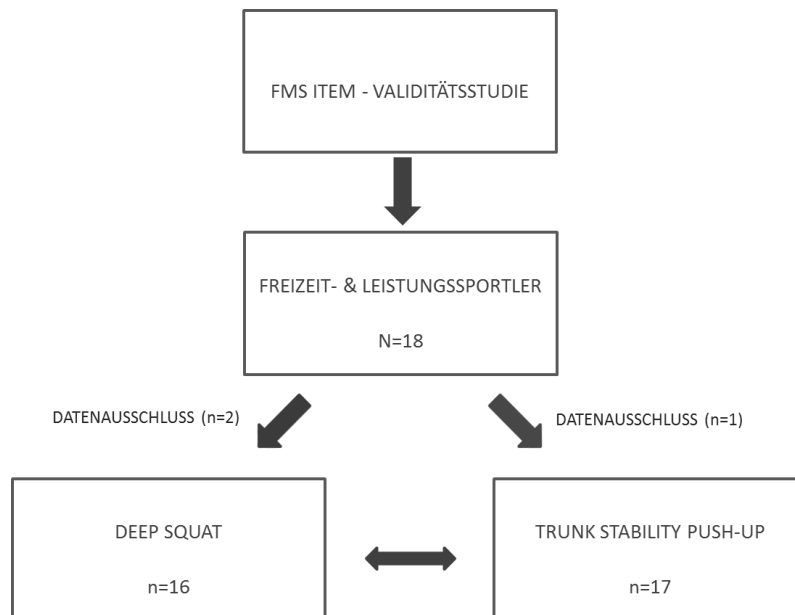 FMS ITEM - VALIDITÄTSSTUDIE
FREIZEIT- & LEISTUNGSSPORTLER
N=18
DATENAUSSCHLUSS (n=2)
DATENAUSSCHLUSS (n=1)
DEEP SQUAT
n=16
TRUNK STABILITY PUSH-UP
n=17